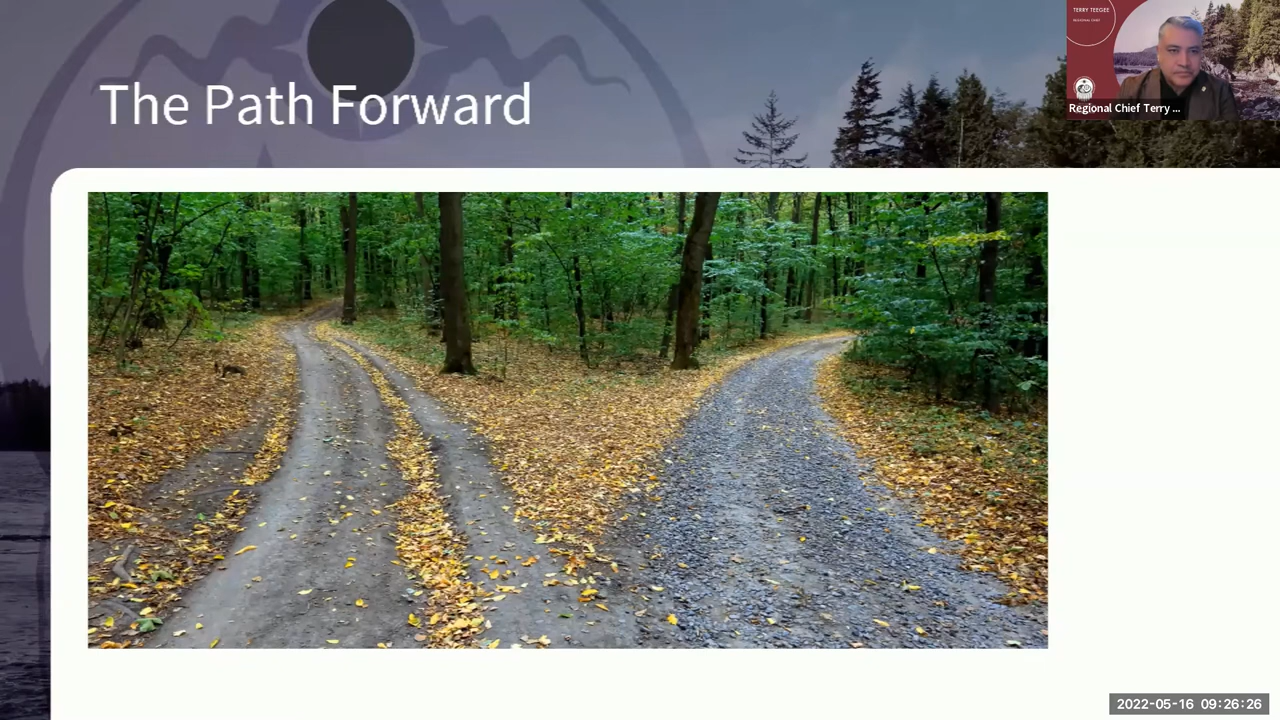 The Path Forward
TERRY TEEGEE
REGIONAL CHIEF
Regional Chief Terry ...
2022-05-16 09:26:26